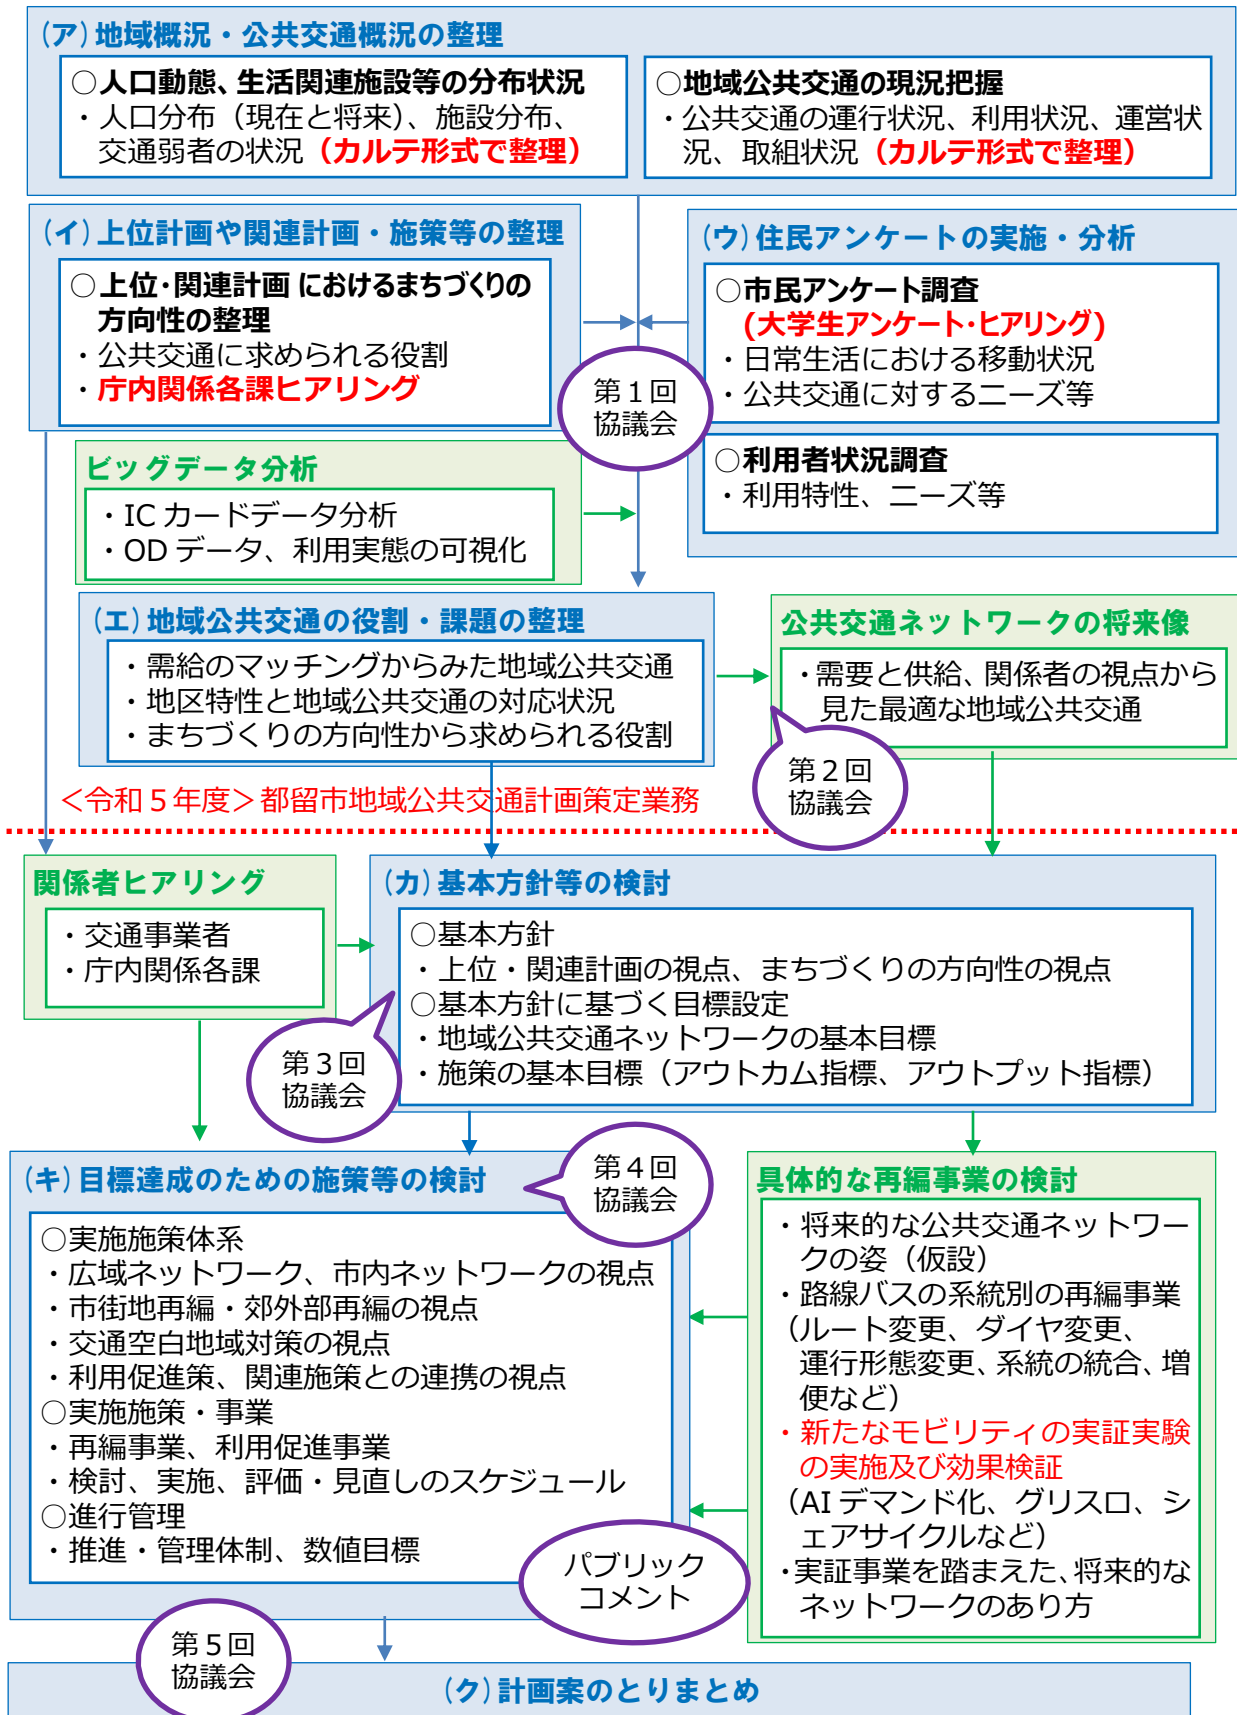 (ア)地域概況・公共交通概況の整理
○人口動態、生活関連施設等の分布状況
・人口分布（現在と将来）、施設分布、
交通弱者の状況（カルテ形式で整理）
○地域公共交通の現況把握
・公共交通の運行状況、利用状況、運営状
況、取組状況（カルテ形式で整理）
(イ)上位計画や関連計画・施策等の整理
○上位・関連計画 におけるまちづくりの
方向性の整理
・公共交通に求められる役割
・庁内関係各課ヒアリング
(ウ)住民アンケートの実施・分析
○市民アンケート調査
(大学生アンケート・ヒアリング)
・日常生活における移動状況
・公共交通に対するニーズ等
○利用者状況調査
・利用特性、ニーズ等
第１回
協議会
ビッグデータ分析
・IC カードデータ分析
・OD データ、利用実態の可視化
(エ)地域公共交通の役割・課題の整理
・需給のマッチングからみた地域公共交通
・地区特性と地域公共交通の対応状況
・まちづくりの方向性から求められる役割
公共交通ネットワークの将来像
・需要と供給、関係者の視点から
見た最適な地域公共交通
第２回
協議会
＜令和５年度＞都留市地域公共交通計画策定業務
関係者ヒアリング
・交通事業者
・庁内関係各課
(カ)基本方針等の検討
○基本方針
・上位・関連計画の視点、まちづくりの方向性の視点
○基本方針に基づく目標設定
・地域公共交通ネットワークの基本目標
・施策の基本目標（アウトカム指標、アウトプット指標）
第３回
協議会
(キ)目標達成のための施策等の検討
第４回
協議会
○実施施策体系
・広域ネットワーク、市内ネットワークの視点
・市街地再編・郊外部再編の視点
・交通空白地域対策の視点
・利用促進策、関連施策との連携の視点
○実施施策・事業
・再編事業、利用促進事業
・検討、実施、評価・見直しのスケジュール
○進行管理
・推進・管理体制、数値目標
具体的な再編事業の検討
・将来的な公共交通ネットワー
クの姿（仮設）
・路線バスの系統別の再編事業
（ルート変更、ダイヤ変更、
運行形態変更、系統の統合、増
便など）
・新たなモビリティの実証実験
の実施及び効果検証
（AI デマンド化、グリスロ、シ
ェアサイクルなど）
・実証事業を踏まえた、将来的な
ネットワークのあり方
パブリック
コメント
第５回
協議会
(ク)計画案のとりまとめ